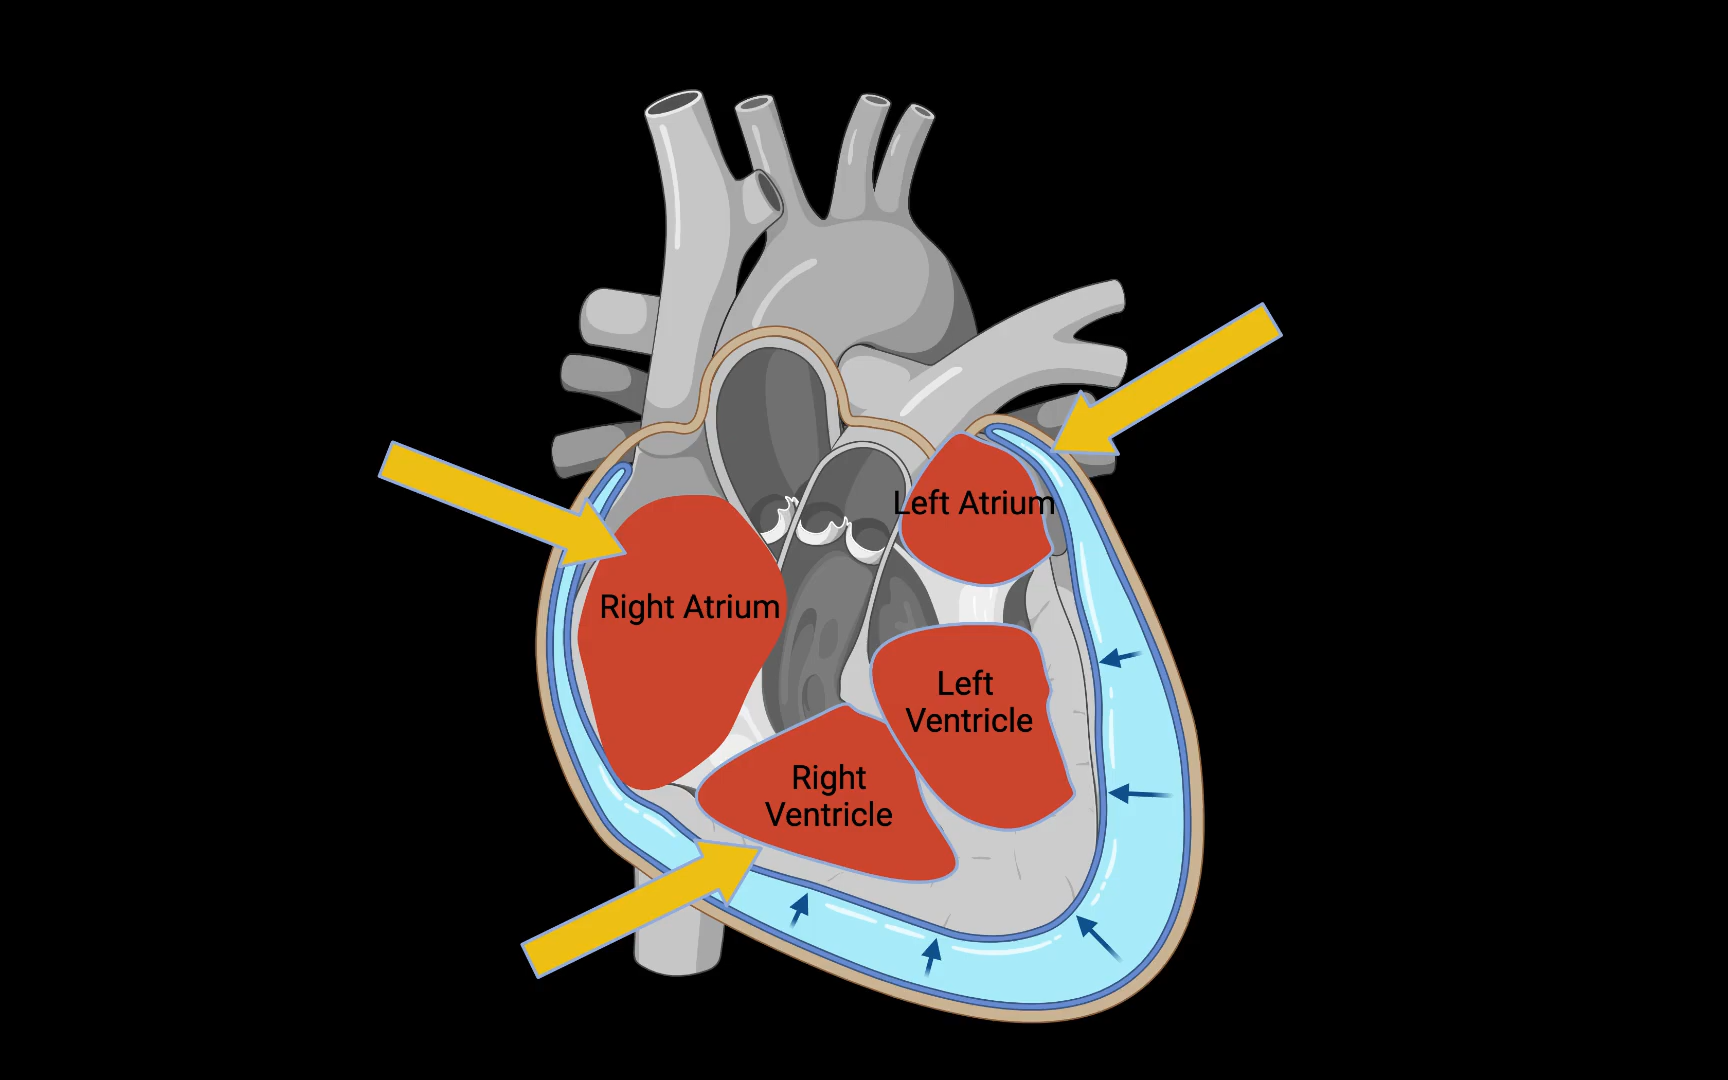 Left Atrium
Right Atrium
Left
Ventricle
Right
Ventricle